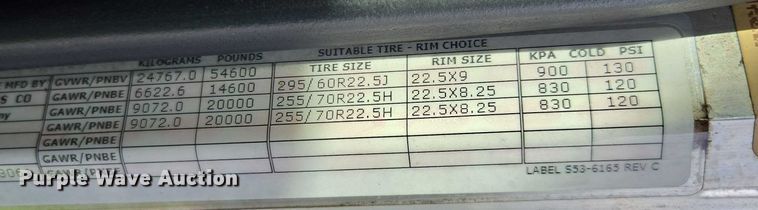 KILOGRAMS POUNDS SUITABLE TIRE - RIM CHOICE
TIRE SIZE RIM SIZE KPA COLD PSI
MFD BY GVWR/PNBV 24767.0 54600
S CO GAWR/PNBE 6622.6 14600 295/60R22.5J 22.5X9 900 130
ny GAWR/PNBE 9072.0 20000 255/70R22.5H 22.5X8.25 830 120
GAWR/PNBE 9072.0 20000 255/70R22.5H 22.5X8.25 830 120
GAWR/PNBE
GAWR/PNBE
LABEL S53-6165 REV C
Purple Wave Auction